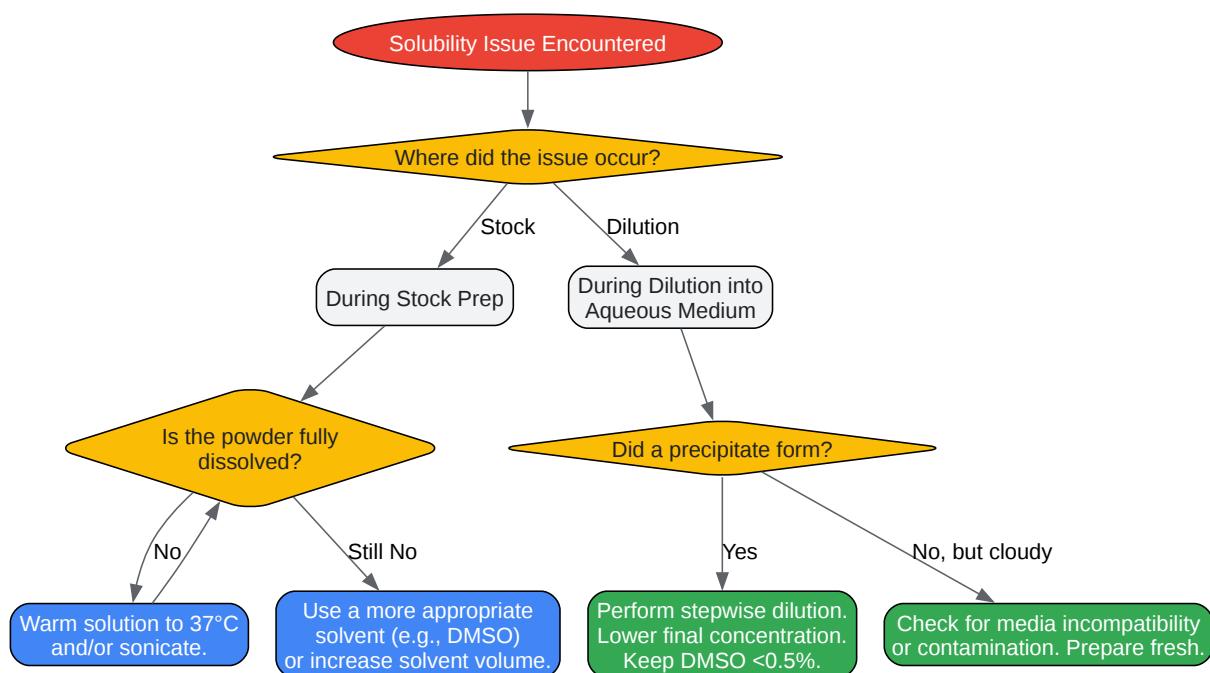 Solubility Issue Encountered
Where did the issue occur?
Stock
Dilution
During Stock Prep
During Dilution into
Aqueous Medium
Is the powder fully
dissolved?
Did a precipitate form?
No
Still No
Yes
No, but cloudy
Warm solution to 37°C
and/or sonicate.
Use a more appropriate
solvent (e.g., DMSO)
or increase solvent volume.
Perform stepwise dilution.
Lower final concentration.
Keep DMSO <0.5%.
Check for media incompatibility
or contamination. Prepare fresh.